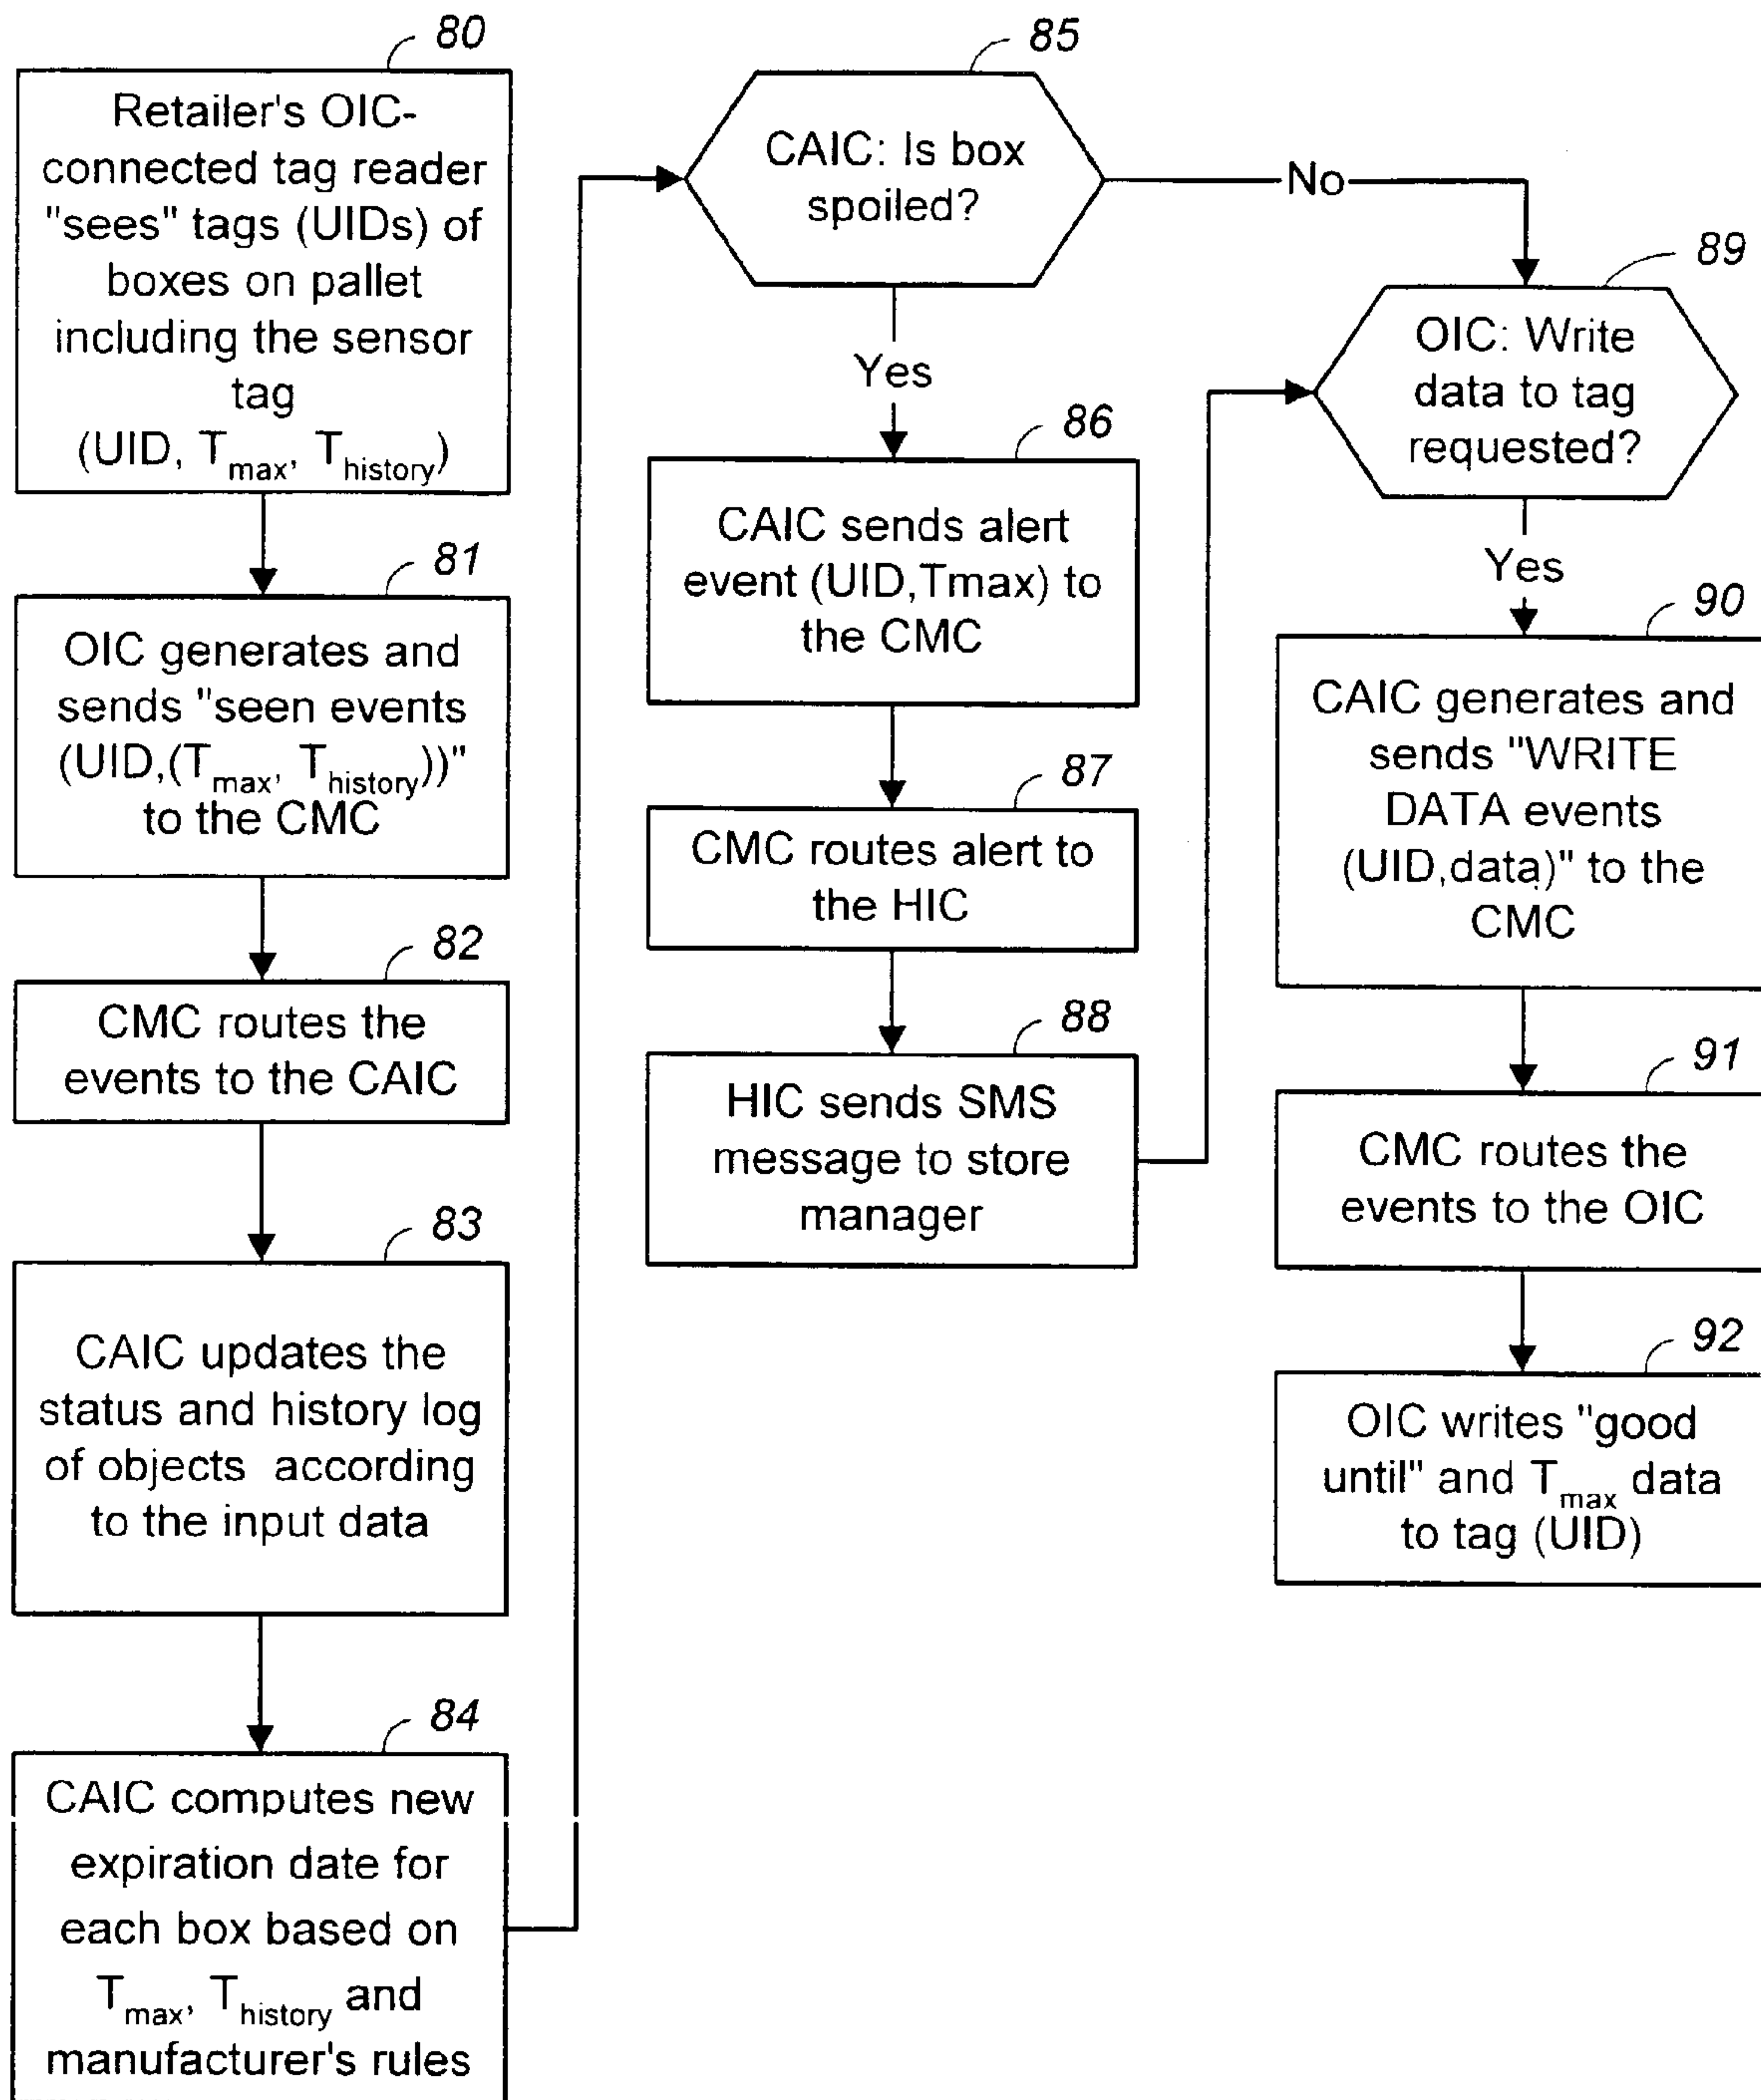 80
Retailer's OIC-
connected tag reader
"sees" tags (UIDs) of
boxes on pallet
including the sensor
tag
(UID, Tmax, Thistory)
81
OIC generates and
sends "seen events
(UID,(Tmax, Thistory))"
to the CMC
82
CMC routes the
events to the CAIC
83
CAIC updates the
status and history log
of objects according
to the input data
84
CAIC computes new
expiration date for
each box based on
Tmax, Thistory and
manufacturer's rules
85
CAIC: Is box
spoiled?
No
Yes
86
CAIC sends alert
event (UID,Tmax) to
the CMC
87
CMC routes alert to
the HIC
88
HIC sends SMS
message to store
manager
89
OIC: Write
data to tag
requested?
Yes
90
CAIC generates and
sends "WRITE
DATA events
(UID,data)" to the
CMC
91
CMC routes the
events to the OIC
92
OIC writes "good
until" and Tmax data
to tag (UID)